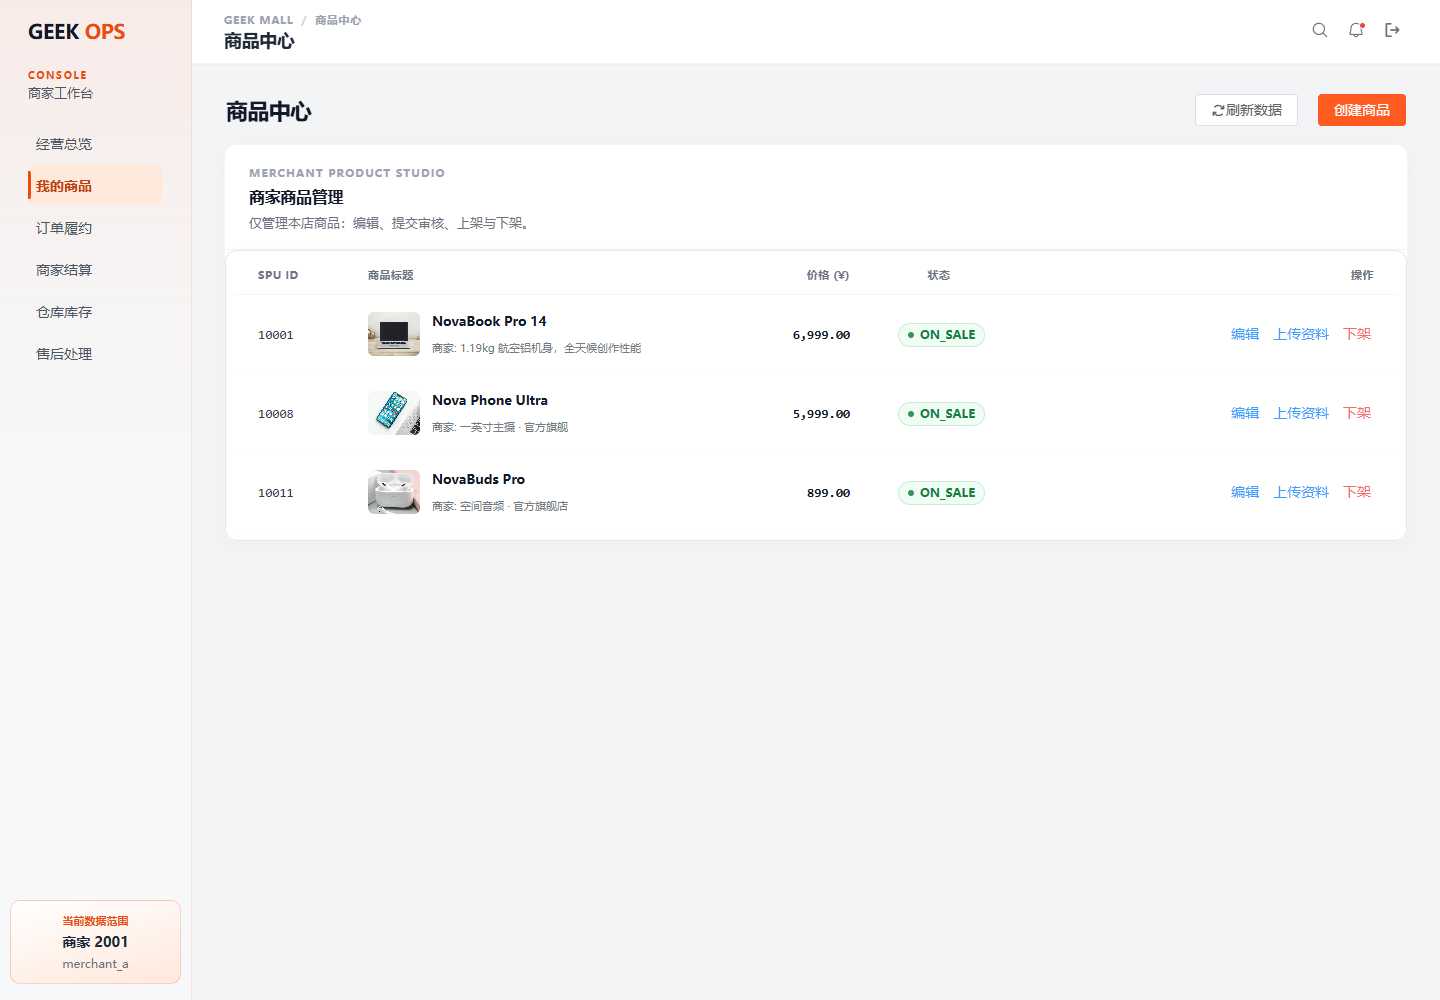 GEEK OPS
CONSOLE
商家工作台
经营总览
我的商品
订单履约
商家结算
仓库库存
售后处理
当前数据范围
商家 2001
merchant_a
GEEK MALL / 商品中心
商品中心
商品中心
刷新数据
创建商品
MERCHANT PRODUCT STUDIO
商家商品管理
仅管理本店商品：编辑、提交审核、上架与下架。
SPU ID 商品标题 价格 (¥) 状态 操作
10001 NovaBook Pro 14 6,999.00 ON_SALE 编辑 上传资料 下架
商家: 1.19kg 航空铝机身，全天候创作性能
10008 Nova Phone Ultra 5,999.00 ON_SALE 编辑 上传资料 下架
商家: 一英寸主摄 · 官方旗舰
10011 NovaBuds Pro 899.00 ON_SALE 编辑 上传资料 下架
商家: 空间音频 · 官方旗舰店